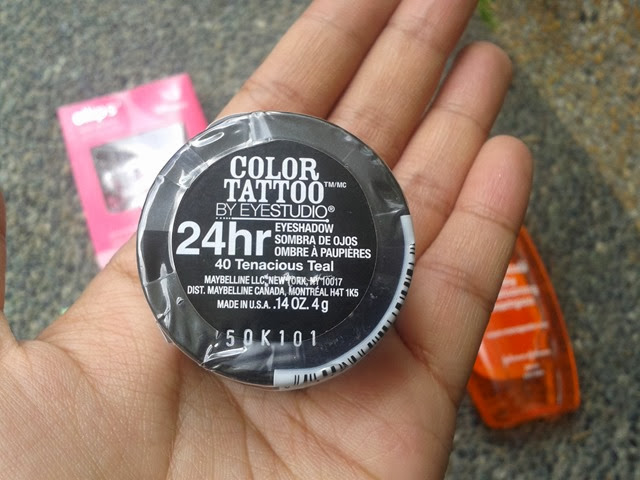 COLOR
TATTOO TM/MC
BY EYESTUDIO®
24hr
EYESHADOW
SOMBRA DE OJOS
OMBRE À PAUPIÈRES
40 Tenacious Teal
MAYBELLINE LLC, NEW YORK, NY 10017
DIST. MAYBELLINE CANADA, MONTRÉAL H4T 1K5
MADE IN U.S.A. .14 OZ. 4 g
50K101